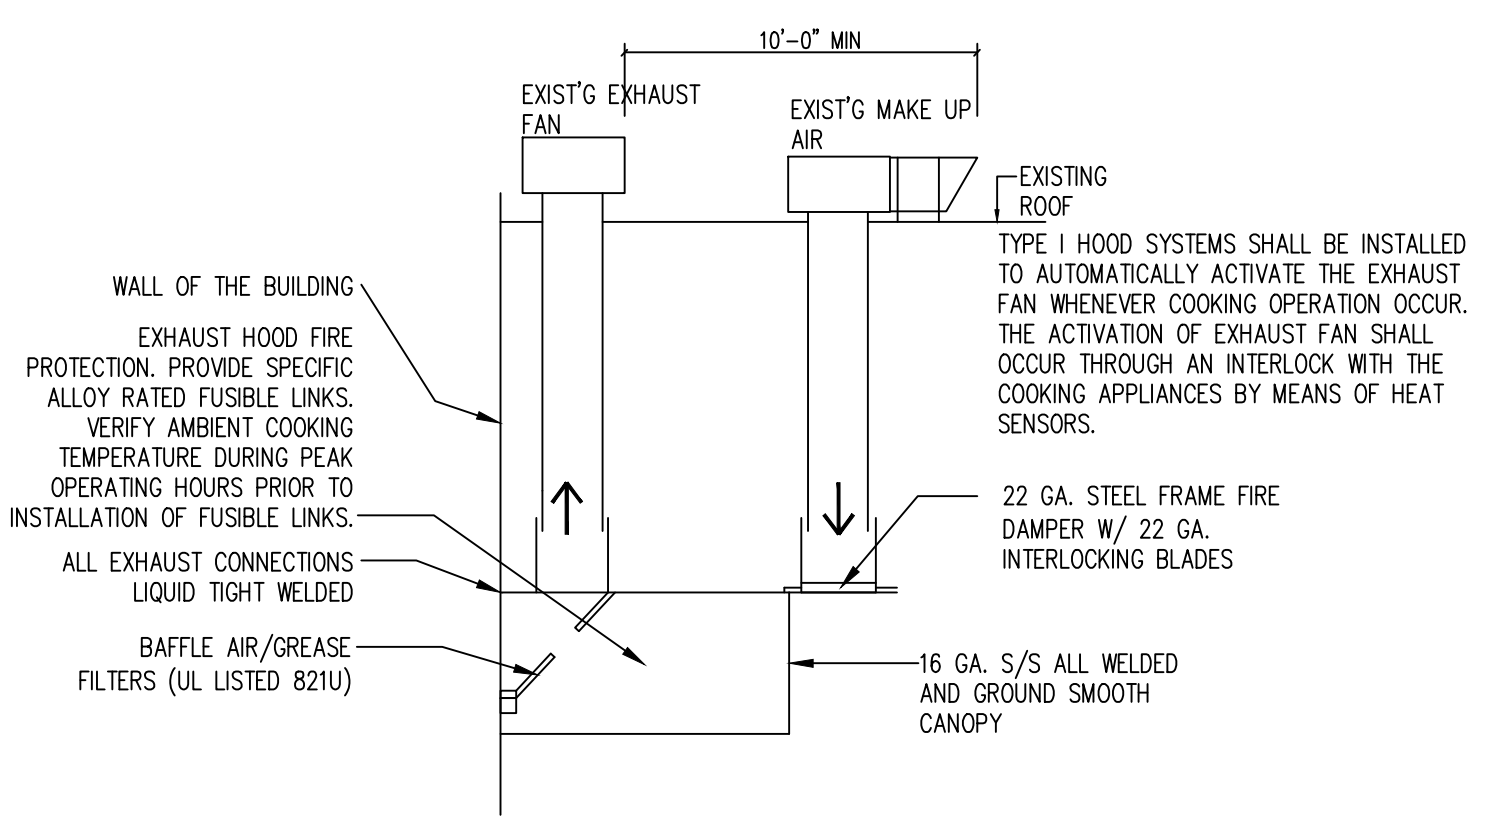 10'-0" MIN
EXIST'G EXHAUST
FAN
EXIST'G MAKE UP
AIR
EXISTING
ROOF
TYPE I HOOD SYSTEMS SHALL BE INSTALLED
TO AUTOMATICALLY ACTIVATE THE EXHAUST
FAN WHENEVER COOKING OPERATION OCCUR.
THE ACTIVATION OF EXHAUST FAN SHALL
OCCUR THROUGH AN INTERLOCK WITH THE
COOKING APPLIANCES BY MEANS OF HEAT
SENSORS.
WALL OF THE BUILDING
EXHAUST HOOD FIRE
PROTECTION. PROVIDE SPECIFIC
ALLOY RATED FUSIBLE LINKS.
VERIFY AMBIENT COOKING
TEMPERATURE DURING PEAK
OPERATING HOURS PRIOR TO
INSTALLATION OF FUSIBLE LINKS.
ALL EXHAUST CONNECTIONS
LIQUID TIGHT WELDED
BAFFLE AIR/GREASE
FILTERS (UL LISTED 821U)
22 GA. STEEL FRAME FIRE
DAMPER W/ 22 GA.
INTERLOCKING BLADES
16 GA. S/S ALL WELDED
AND GROUND SMOOTH
CANOPY